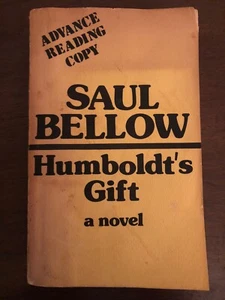 ADVANCE
READING
COPY
SAUL
BELLOW
Humboldt's
Gift
a novel